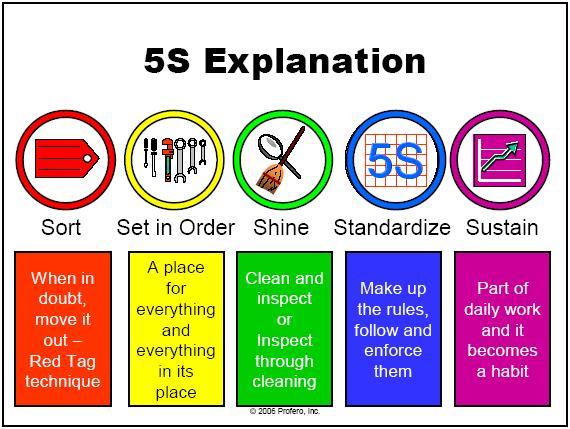 5S Explanation
5S
Sort
Set in Order
Shine
Standardize
Sustain
When in
doubt,
move it
out –
Red Tag
technique
A place
for
everything
and
everything
in its
place
Clean and
inspect
or
Inspect
through
cleaning
Make up
the rules,
follow and
enforce
them
Part of
daily work
and it
becomes
a habit
© 2006 Profero, Inc.